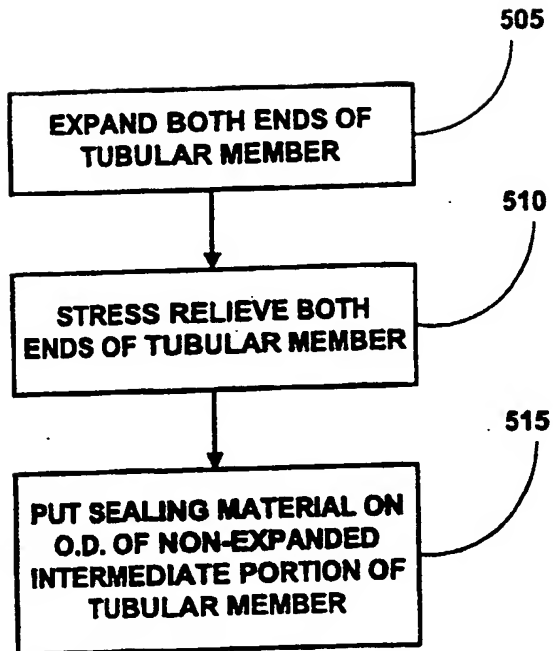 505
EXPAND BOTH ENDS OF
TUBULAR MEMBER
510
STRESS RELIEVE BOTH
ENDS OF TUBULAR MEMBER
515
PUT SEALING MATERIAL ON
O.D. OF NON-EXPANDED
INTERMEDIATE PORTION OF
TUBULAR MEMBER